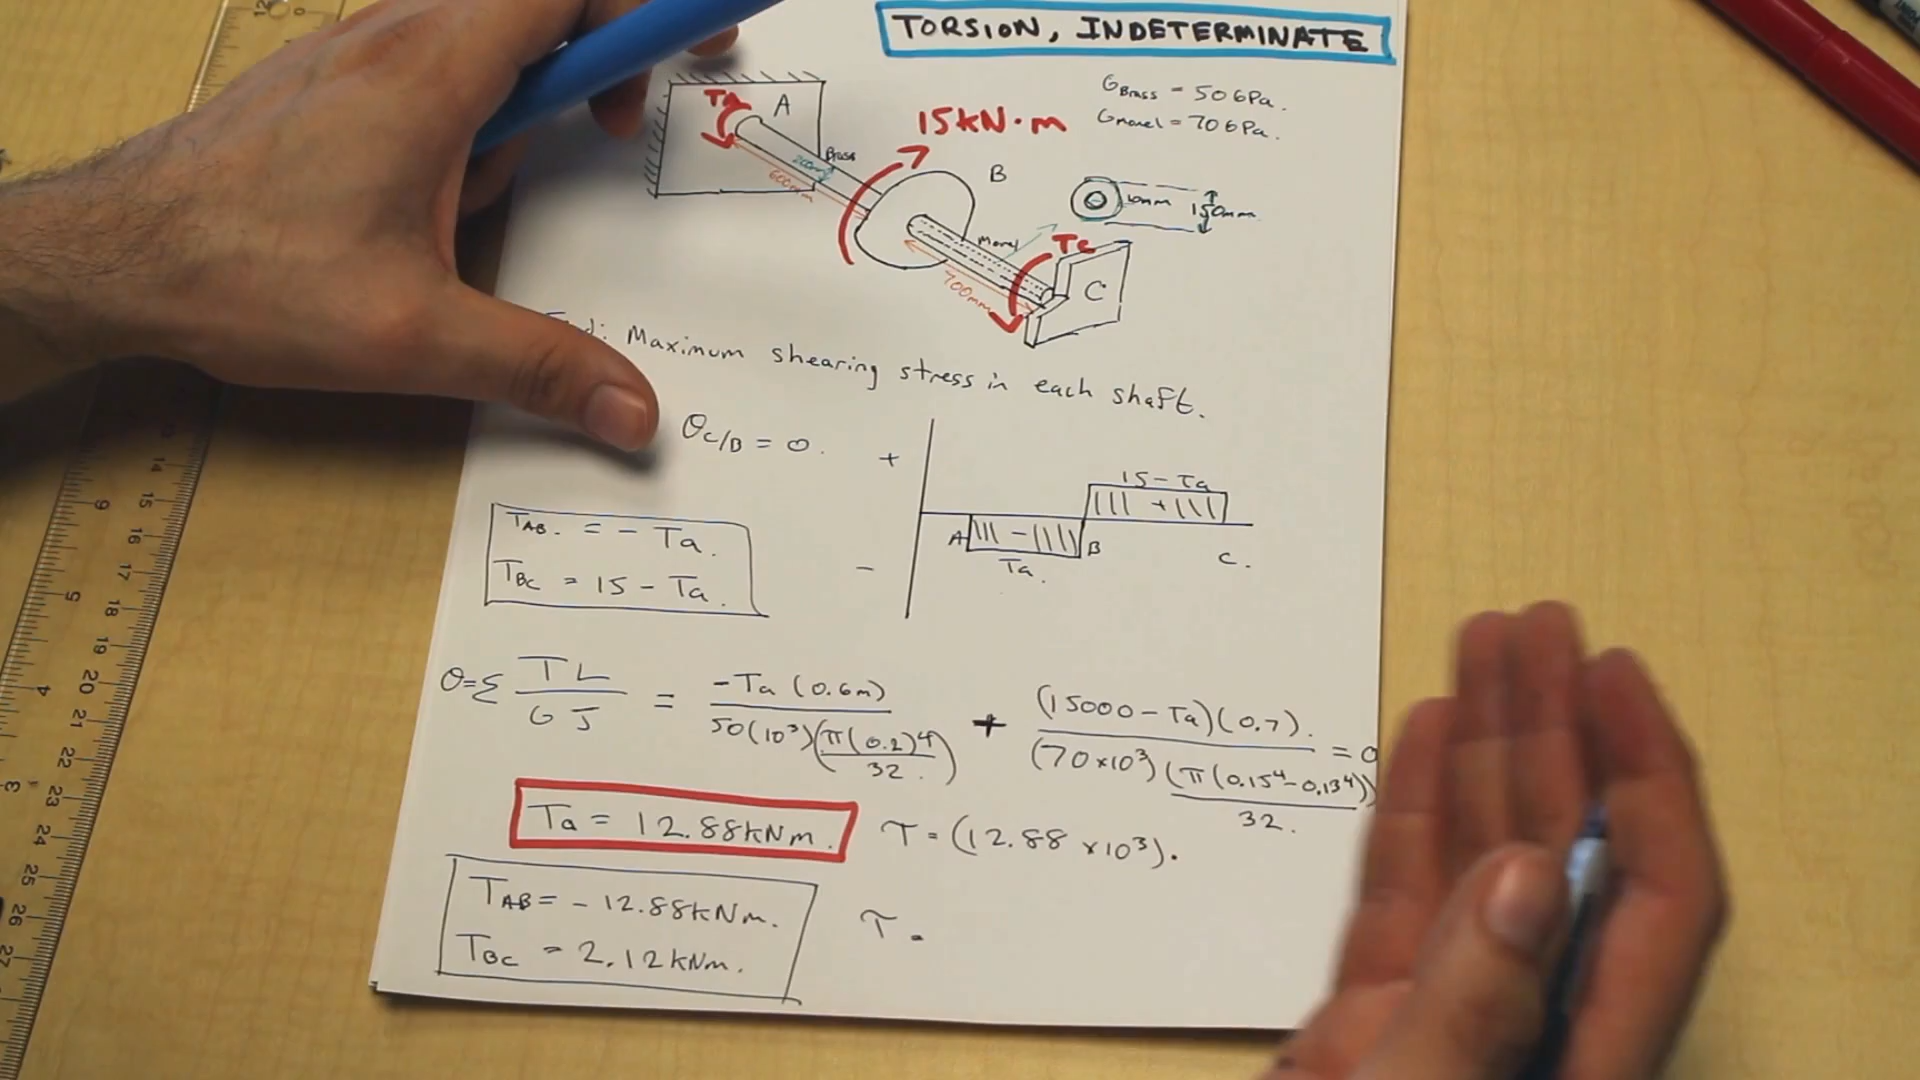 TORSION, INDETERMINATE
GBrass = 50GPa.
Gmonel = 70GPa.
Ta
A
15kN·m
Brass
200mm
600mm
B
10mm
150mm
Monel
Tc
700mm
C
: Maximum shearing stress in each shaft.
θC/B = 0.
+
15-Ta
+
A
-
B
C.
Ta.
-
TAB. = - Ta.
TBC = 15 - Ta.
θ=Σ TL/GJ = -Ta(0.6m)/50(10³)(π(0.2)⁴/32.) + (15000-Ta)(0.7)./(70×10³)(π(0.15⁴-0.13⁴)/32.) = 0
Ta = 12.88kNm.
τ = (12.88 ×10³).
TAB = - 12.88kNm.
TBC = 2.12kNm.
τ =